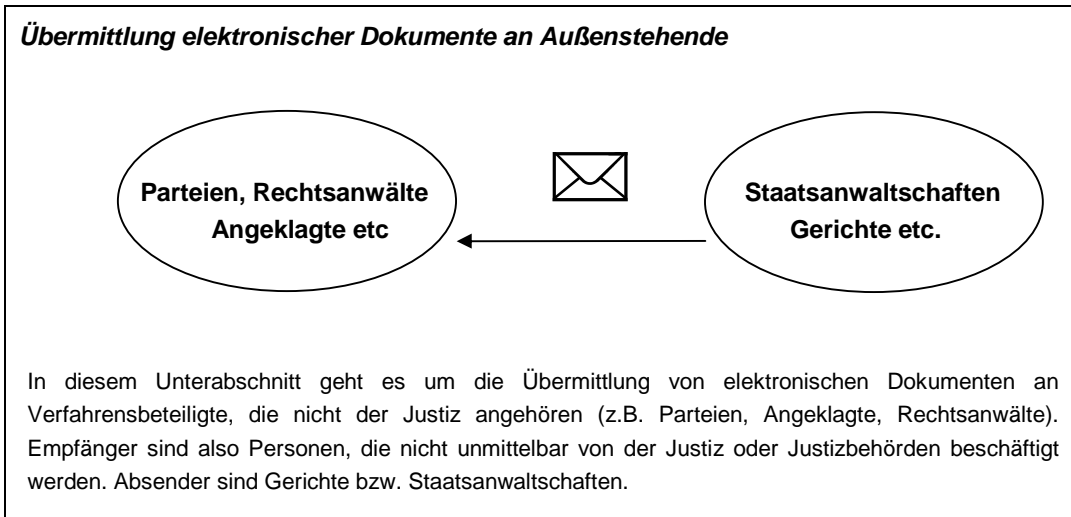 Übermittlung elektronischer Dokumente an Außenstehende
Parteien, Rechtsanwälte
Angeklagte etc
Staatsanwaltschaften
Gerichte etc.
In diesem Unterabschnitt geht es um die Übermittlung von elektronischen Dokumenten an
Verfahrensbeteiligte, die nicht der Justiz angehören (z.B. Parteien, Angeklagte, Rechtsanwälte).
Empfänger sind also Personen, die nicht unmittelbar von der Justiz oder Justizbehörden beschäftigt
werden. Absender sind Gerichte bzw. Staatsanwaltschaften.